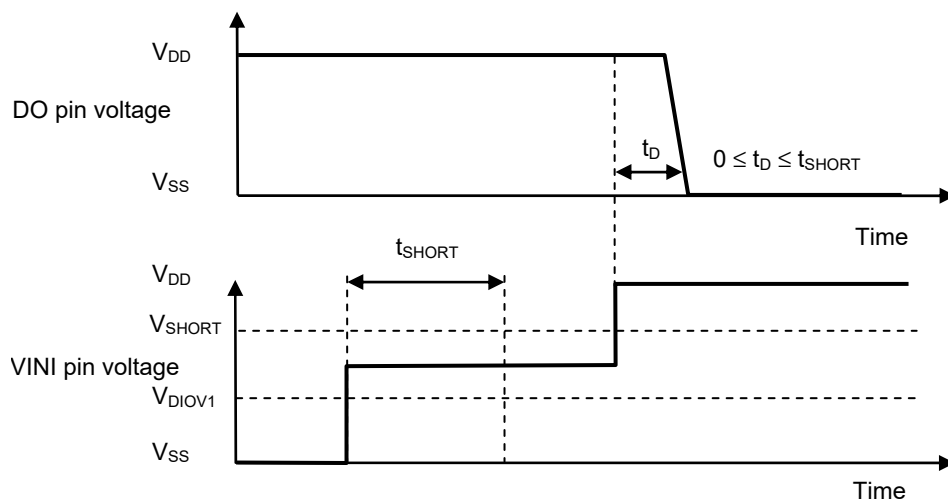 VDD
DO pin voltage
tD
0 ≤ tD ≤ tSHORT
VSS
Time
tSHORT
VDD
VSHORT
VINI pin voltage
VDIOV1
VSS
Time